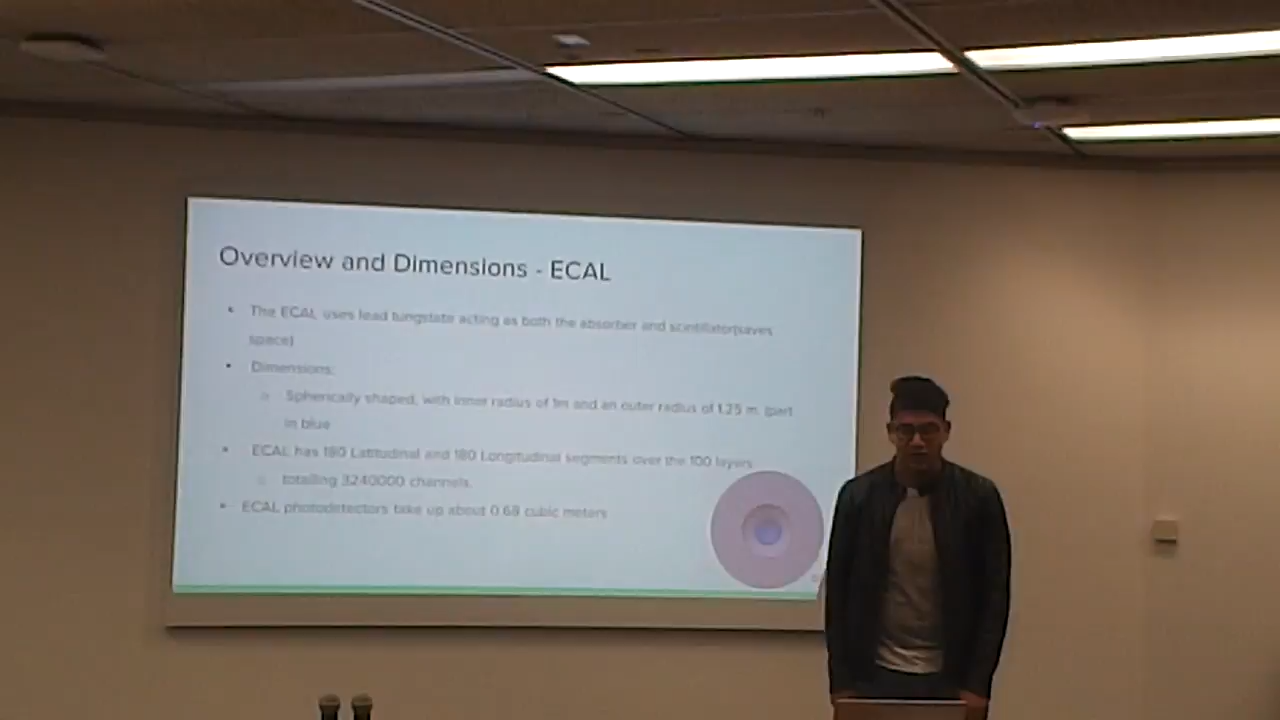 Overview and Dimensions - ECAL
The ECAL uses lead tungstate acting as both the absorber and scintillator(saves
space)
Dimensions:
Spherically shaped, with inner radius of 1m and an outer radius of 1.25 m. (part
in blue
ECAL has 180 Latitudinal and 180 Longitudinal segments over the 100 layers
totalling 3240000 channels.
ECAL photodetectors take up about 0.68 cubic meters